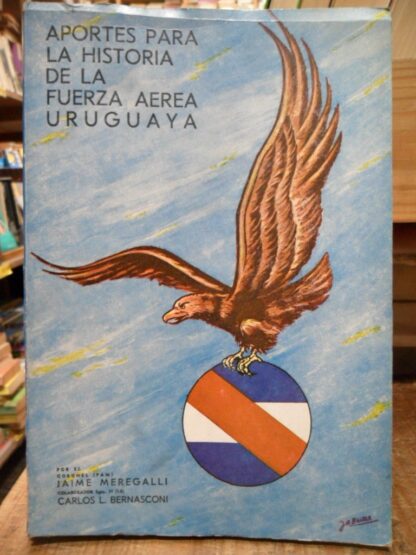 APORTES PARA
LA HISTORIA
DE LA
FUERZA AEREA
URUGUAYA
POR EL
CORONEL (PAM)
JAIME MEREGALLI
CARLOS L. BERNASCONI